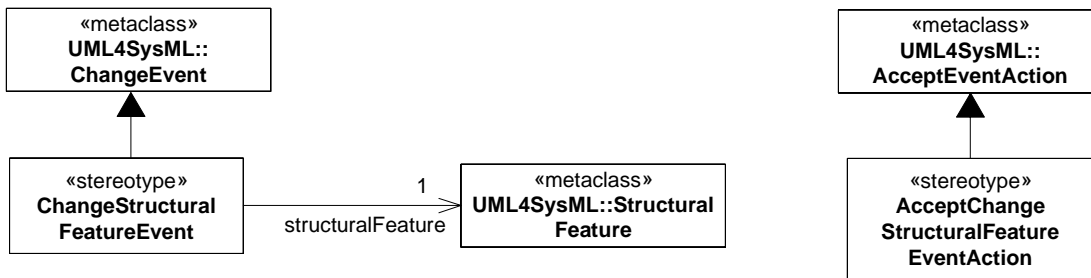 «metaclass»
UML4SysML::
ChangeEvent
«metaclass»
UML4SysML::
AcceptEventAction
«stereotype»
ChangeStructural
FeatureEvent
1
structuralFeature
«metaclass»
UML4SysML::Structural
Feature
«stereotype»
AcceptChange
StructuralFeature
EventAction